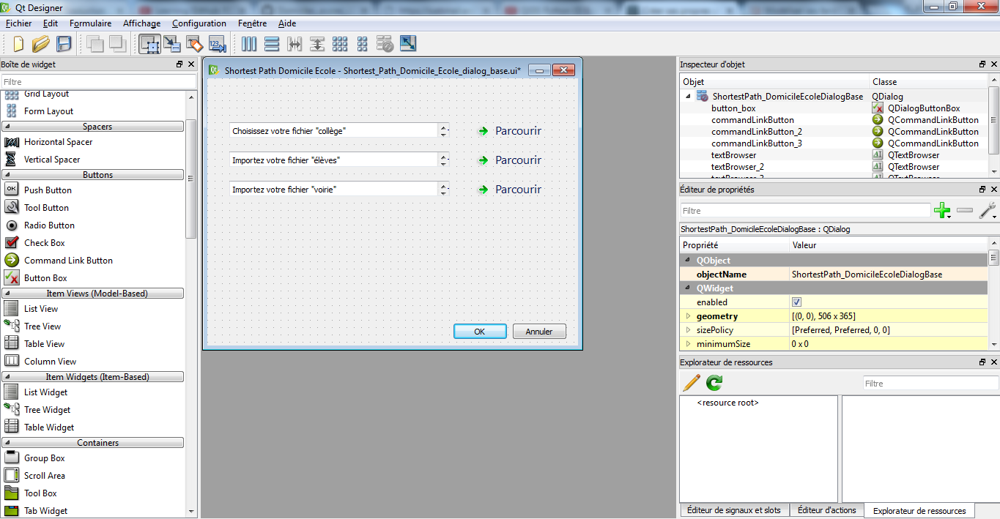 Qt Designer
Fichier Edit Formulaire Affichage Configuration Fenêtre Aide
Boîte de widget
Filtre
Grid Layout
Form Layout
Spacers
Horizontal Spacer
Vertical Spacer
Buttons
Push Button
Tool Button
Radio Button
Check Box
Command Link Button
Button Box
Item Views (Model-Based)
List View
Tree View
Table View
Column View
Item Widgets (Item-Based)
List Widget
Tree Widget
Table Widget
Containers
Group Box
Scroll Area
Tool Box
Tab Widget
Shortest Path Domicile Ecole - Shortest_Path_Domicile_Ecole_dialog_base.ui*
Choisissez votre fichier "collège" Parcourir
Importez votre fichier "élèves" Parcourir
Importez votre fichier "voirie" Parcourir
OK Annuler
Inspecteur d'objet
Objet Classe
ShortestPath_DomicileEcoleDialogBase QDialog
button_box QDialogButtonBox
commandLinkButton QCommandLinkButton
commandLinkButton_2 QCommandLinkButton
commandLinkButton_3 QCommandLinkButton
textBrowser QTextBrowser
textBrowser_2 QTextBrowser
textBrowser_3 QTextBrowser
Éditeur de propriétés
Filtre
ShortestPath_DomicileEcoleDialogBase : QDialog
Propriété Valeur
QObject
objectName ShortestPath_DomicileEcoleDialogBase
QWidget
enabled
geometry [(0, 0), 506 x 365]
sizePolicy [Preferred, Preferred, 0, 0]
minimumSize 0 x 0
Explorateur de ressources
Filtre
<resource root>
Éditeur de signaux et slots Éditeur d'actions Explorateur de ressources